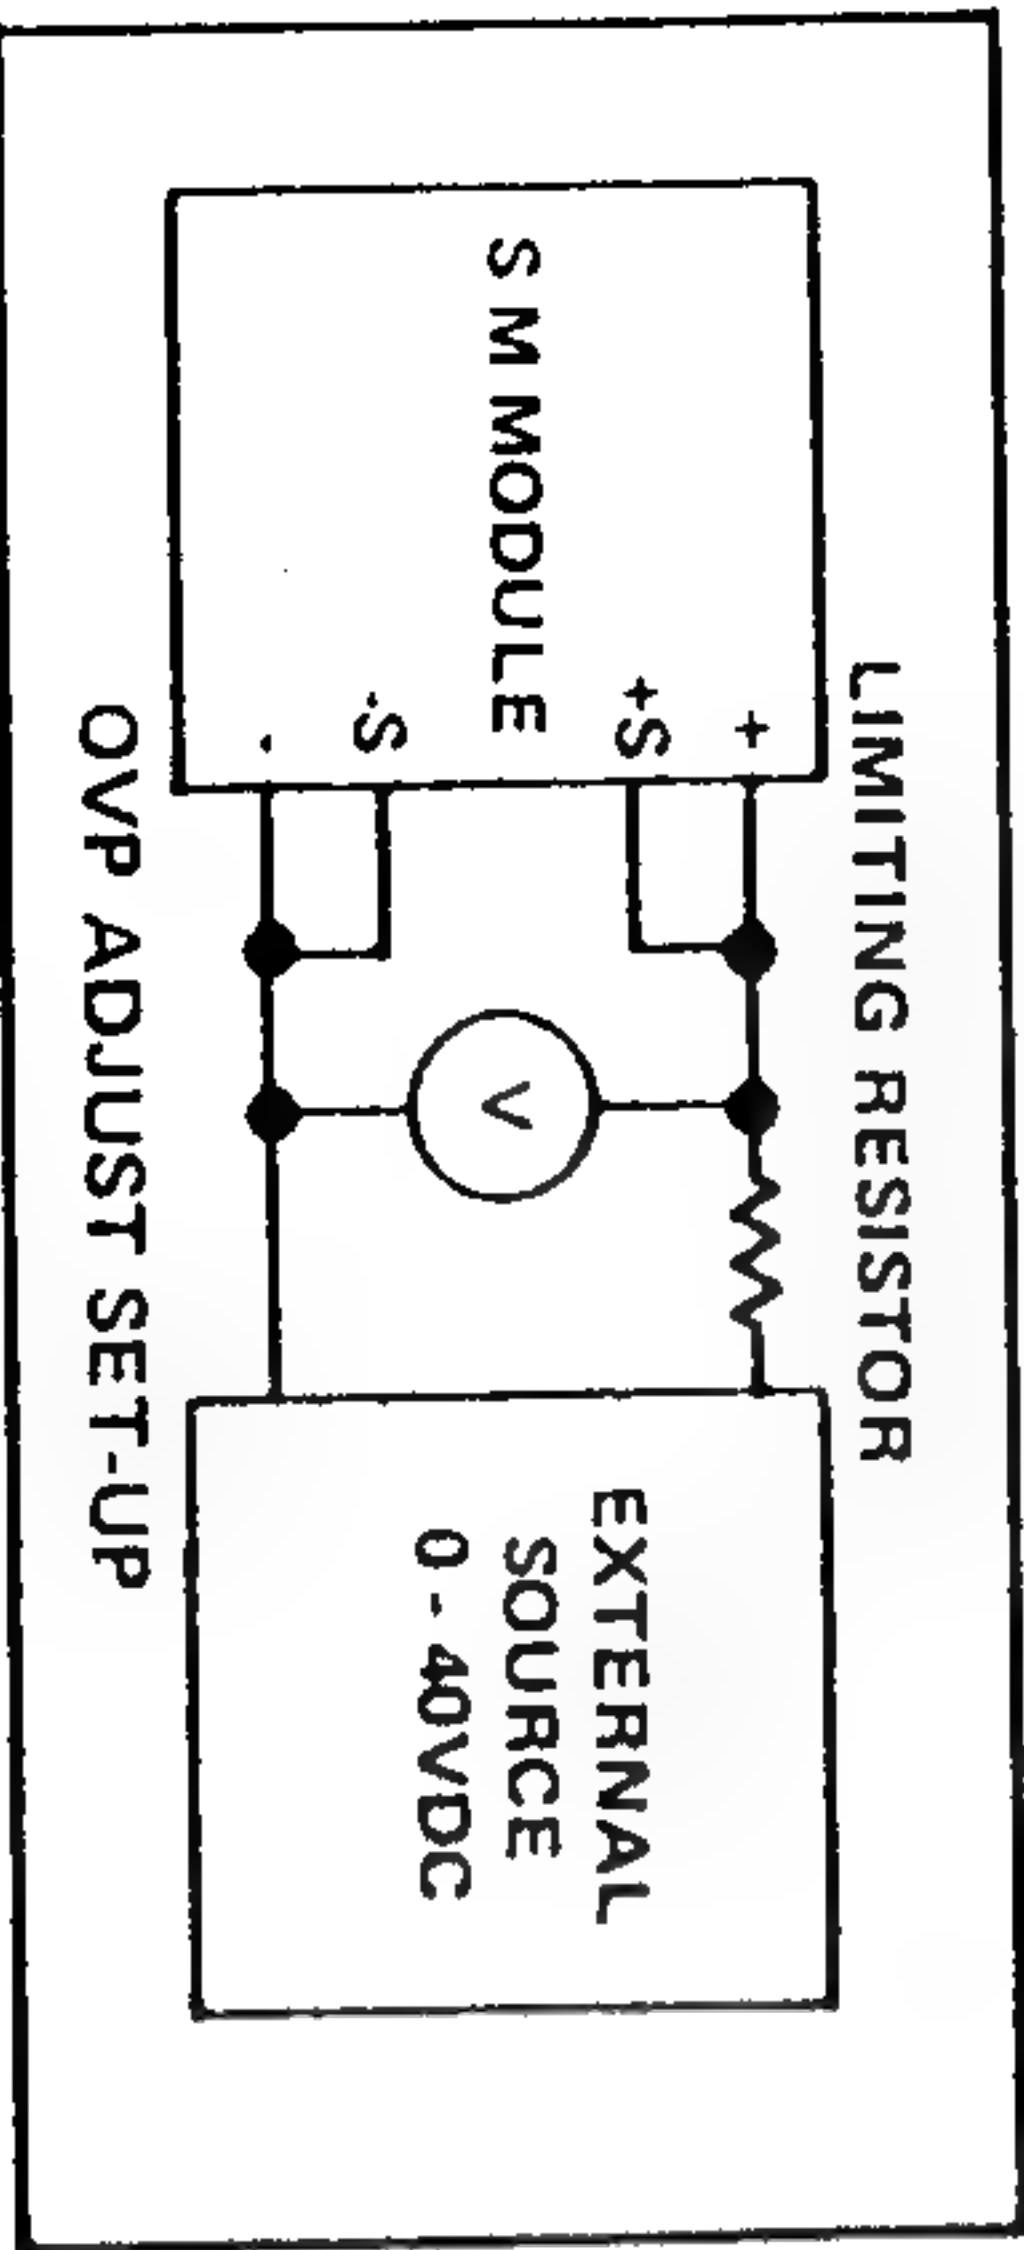 LIMITING RESISTOR
+
+S
S M MODULE
-S
-
V
EXTERNAL
SOURCE
0 - 40VDC
OVP ADJUST SET-UP